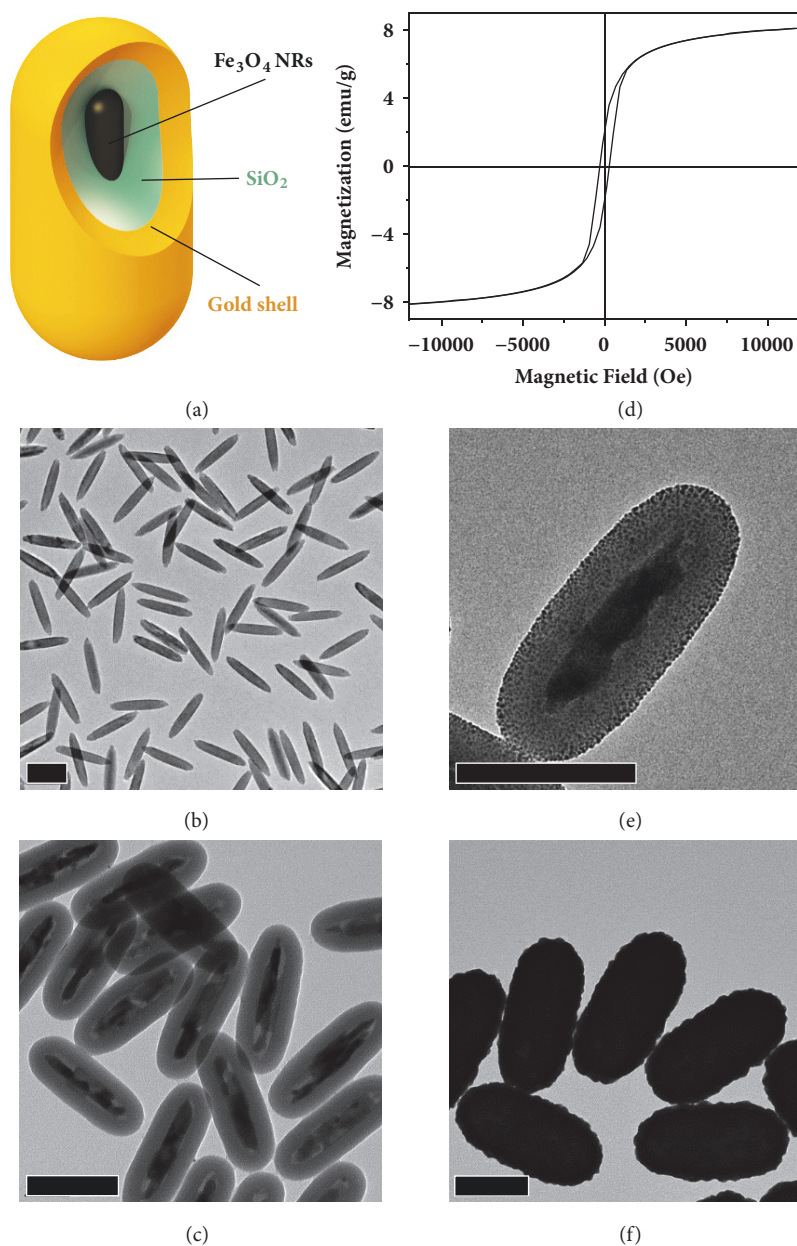 Fe₃O₄ NRs
SiO₂
Gold shell
(a)
8
4
0
−4
−8
Magnetization (emu/g)
−10000 −5000 0 5000 10000
Magnetic Field (Oe)
(d)
(b)
(e)
(c)
(f)